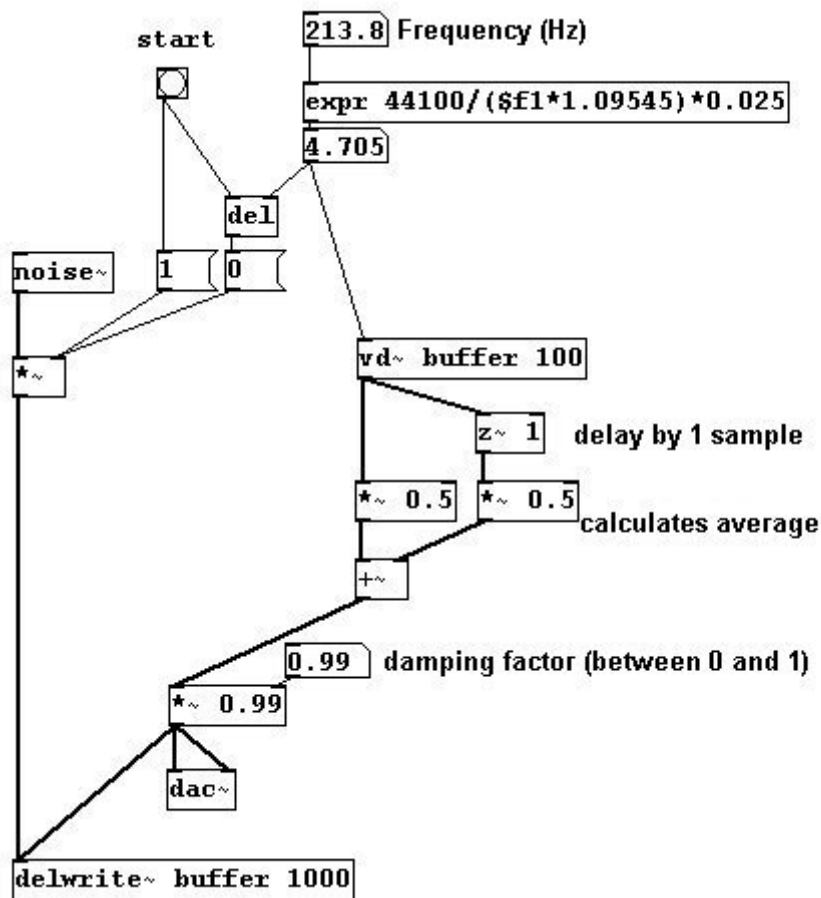 start
213.8 Frequency (Hz)
expr 44100/($f1*1.09545)*0.025
4.705
del
noise~
1
0
*~
vd~ buffer 100
z~ 1
delay by 1 sample
*~ 0.5
*~ 0.5
calculates average
+~
0.99 damping factor (between 0 and 1)
*~ 0.99
dac~
delwrite~ buffer 1000